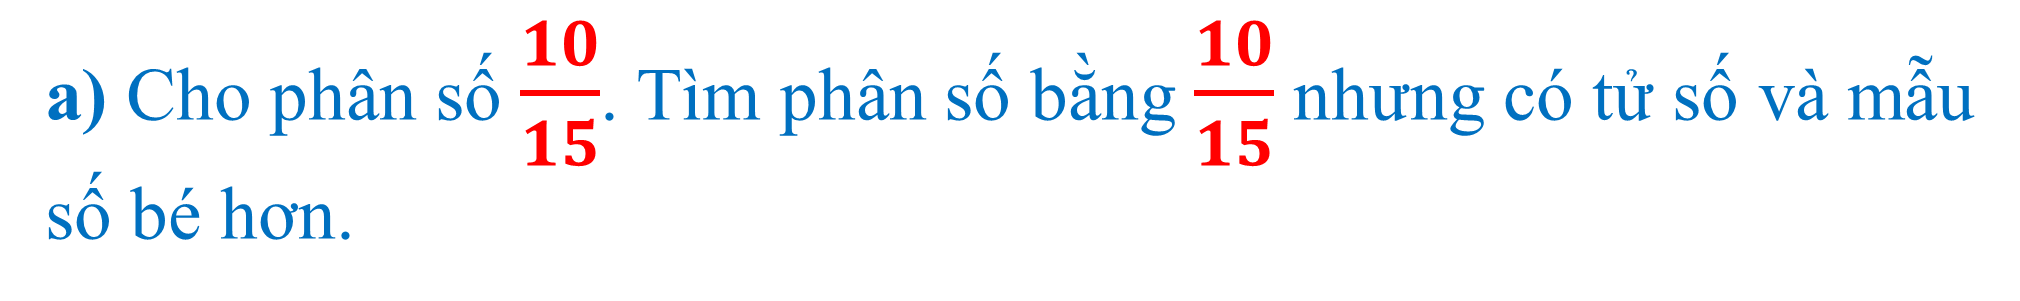 a) Cho phân số 10/15. Tìm phân số bằng 10/15 nhưng có tử số và mẫu
số bé hơn.